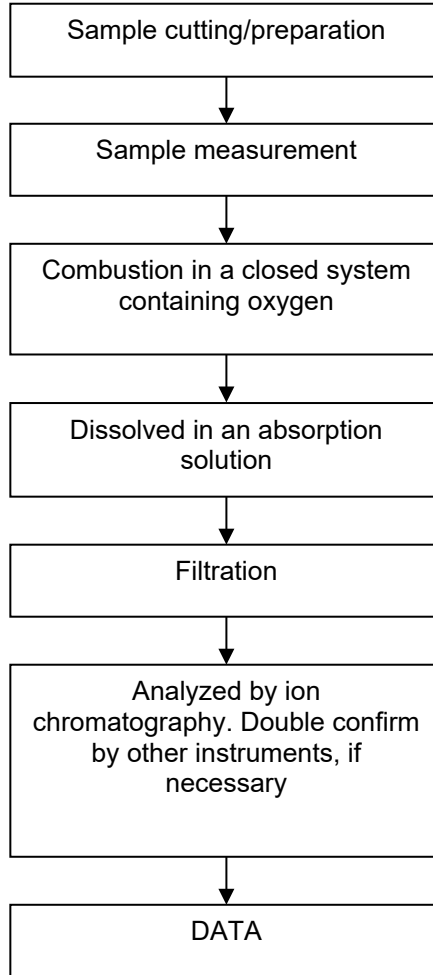 Sample cutting/preparation
Sample measurement
Combustion in a closed system
containing oxygen
Dissolved in an absorption
solution
Filtration
Analyzed by ion
chromatography. Double confirm
by other instruments, if
necessary
DATA